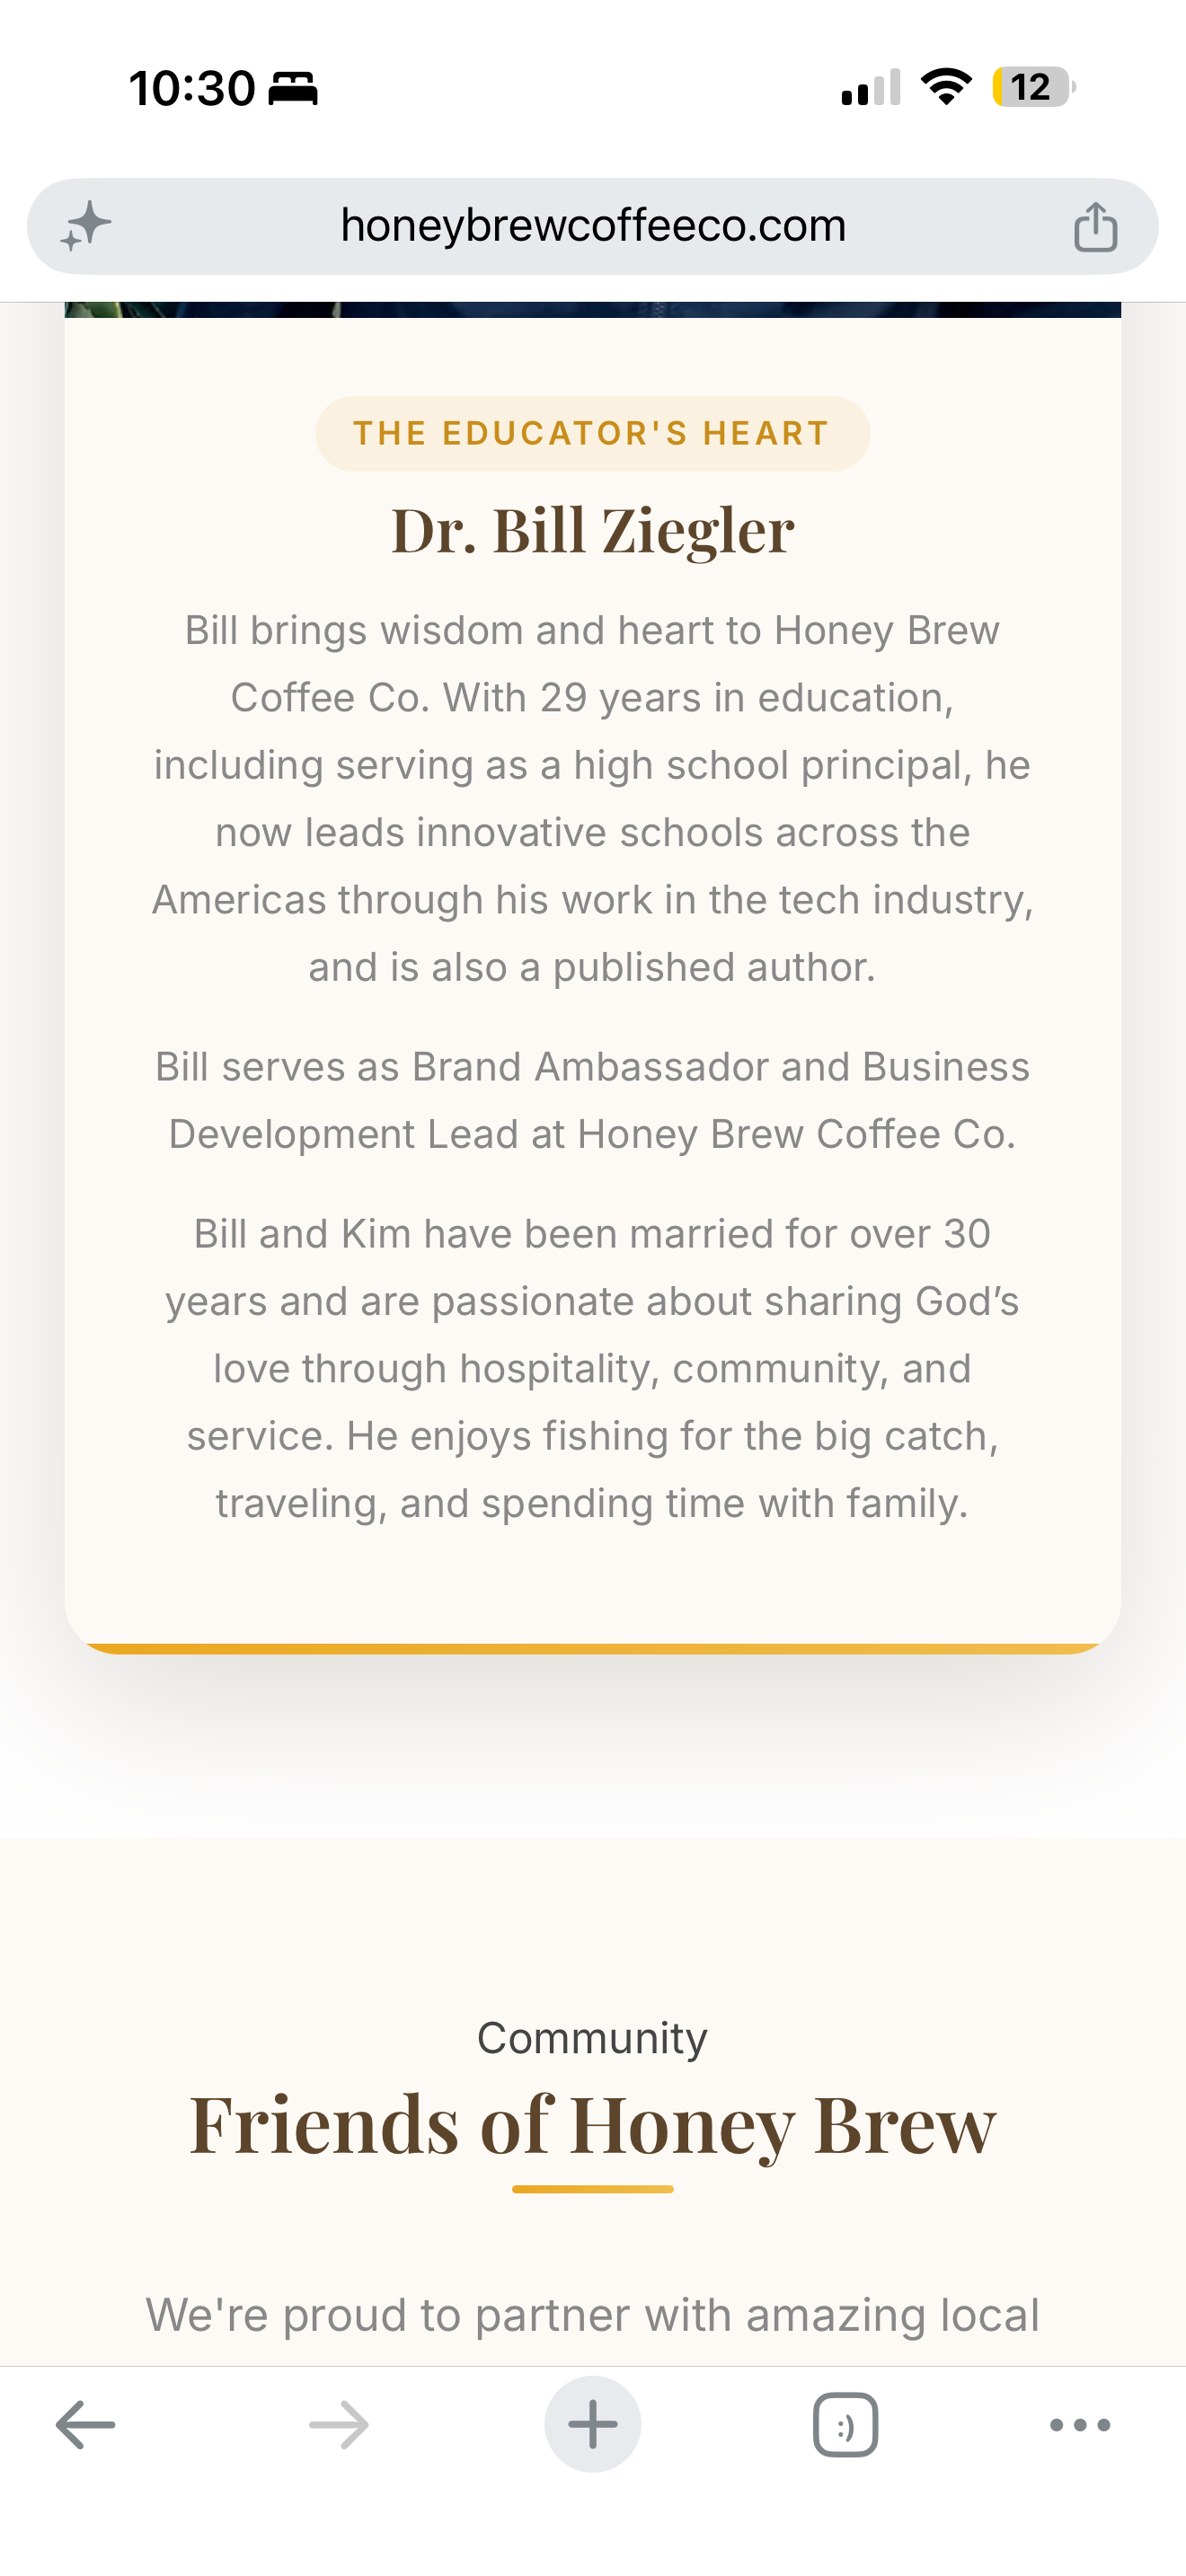 10:30
12
honeybrewcoffeeco.com
THE EDUCATOR'S HEART
Dr. Bill Ziegler
Bill brings wisdom and heart to Honey Brew
Coffee Co. With 29 years in education,
including serving as a high school principal, he
now leads innovative schools across the
Americas through his work in the tech industry,
and is also a published author.
Bill serves as Brand Ambassador and Business
Development Lead at Honey Brew Coffee Co.
Bill and Kim have been married for over 30
years and are passionate about sharing God’s
love through hospitality, community, and
service. He enjoys fishing for the big catch,
traveling, and spending time with family.
Community
Friends of Honey Brew
We're proud to partner with amazing local
:)